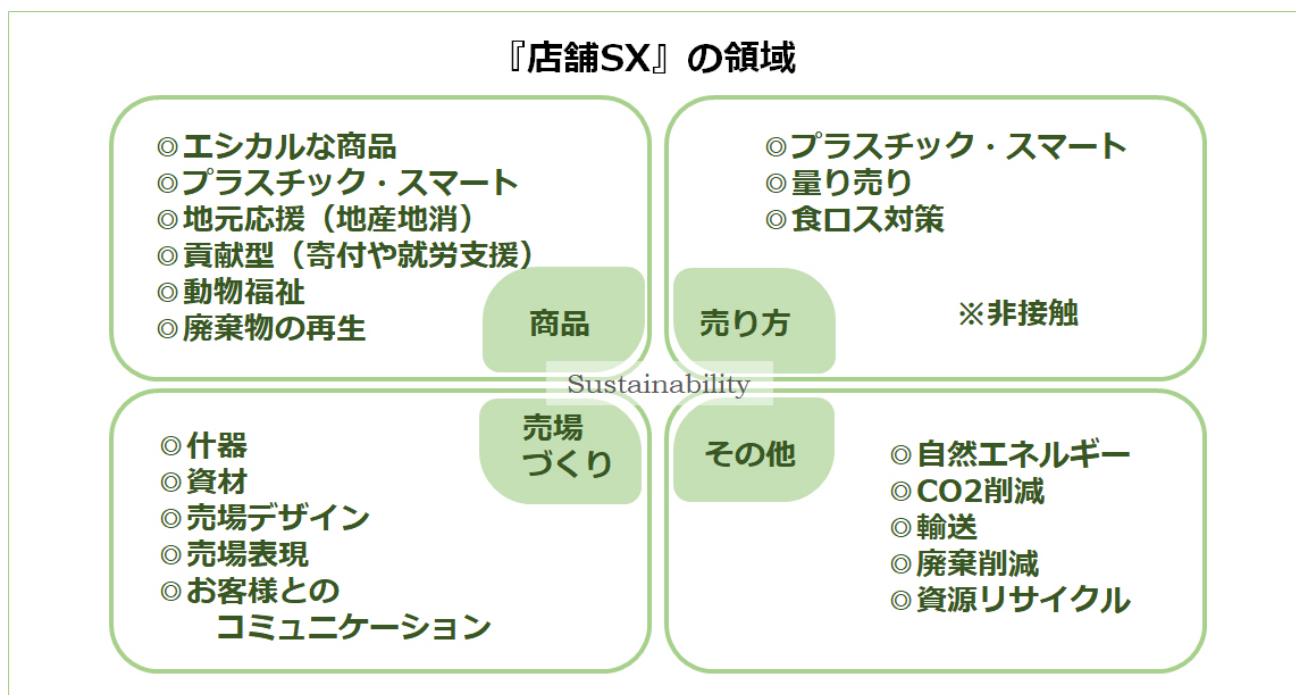 『店舗SX』の領域
◎エシカルな商品
◎プラスチック・スマート
◎地元応援（地産地消）
◎貢献型（寄付や就労支援）
◎動物福祉
◎廃棄物の再生
商品
◎プラスチック・スマート
◎量り売り
◎食ロス対策
※非接触
売り方
Sustainability
売場
づくり
◎什器
◎資材
◎売場デザイン
◎売場表現
◎お客様との
コミュニケーション
その他
◎自然エネルギー
◎CO2削減
◎輸送
◎廃棄削減
◎資源リサイクル